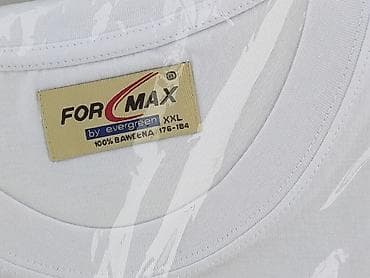 FOR MAX
by evergreen XXL
100% BAWEŁNA 176-184